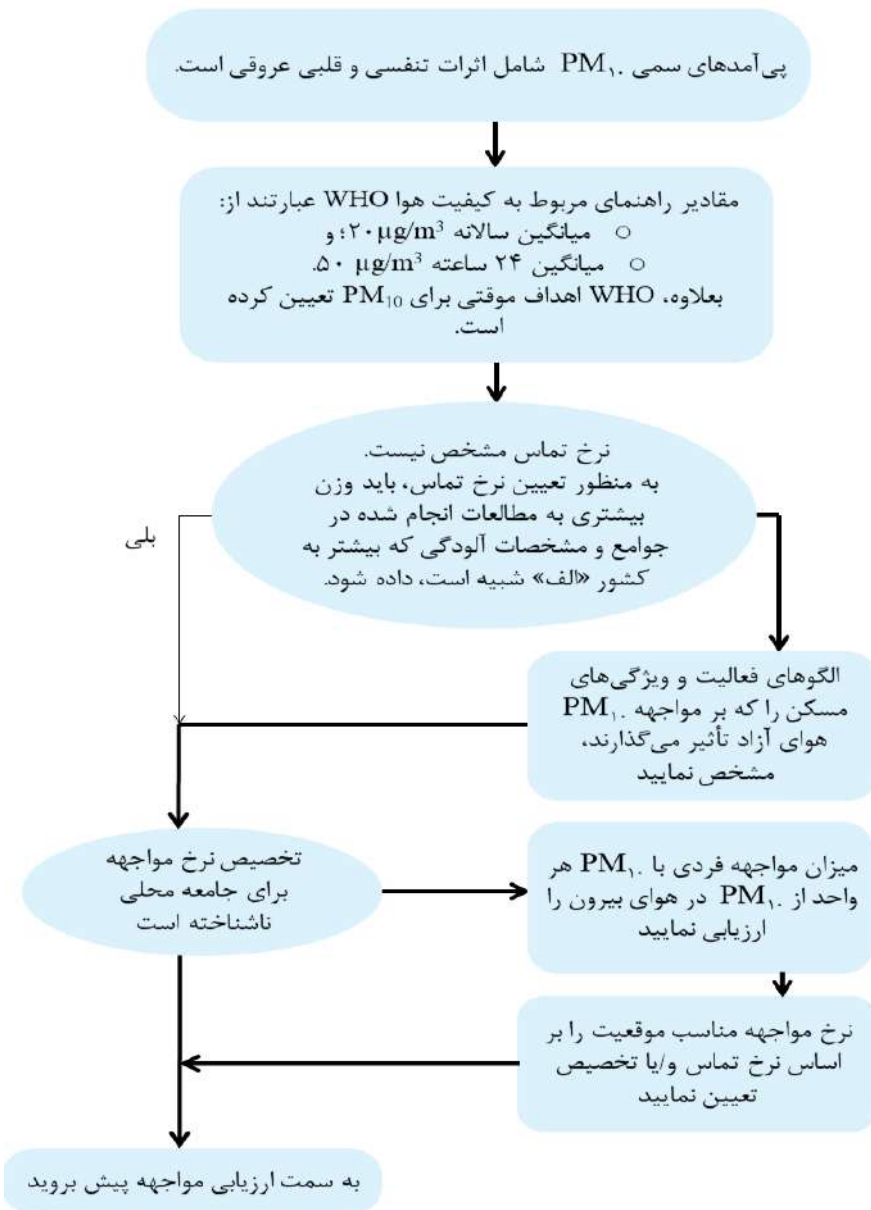 پی‌آمدهای سمی PM۱۰ شامل اثرات تنفسی و قلبی عروقی است.
مقادیر راهنمای مربوط به کیفیت هوا WHO عبارتند از:
○ میانگین سالانه ۲۰µg/m³؛ و
○ میانگین ۲۴ ساعته ۵۰ µg/m³.
بعلاوه، WHO اهداف موقتی برای PM₁₀ تعیین کرده
است.
نرخ تماس مشخص نیست.
به منظور تعیین نرخ تماس، باید وزن
بیشتری به مطالعات انجام شده در
جوامع و مشخصات آلودگی که بیشتر به
کشور «الف» شبیه است، داده شود.
بلی
الگوهای فعالیت و ویژگی‌های
مسکن را که بر مواجهه PM۱۰
هوای آزاد تأثیر می‌گذارند،
مشخص نمایید
تخصیص نرخ مواجهه
برای جامعه محلی
ناشناخته است
میزان مواجهه فردی با PM۱۰ هر
واحد از PM۱۰ در هوای بیرون را
ارزیابی نمایید
نرخ مواجهه مناسب موقعیت را بر
اساس نرخ تماس و/یا تخصیص
تعیین نمایید
به سمت ارزیابی مواجهه پیش بروید